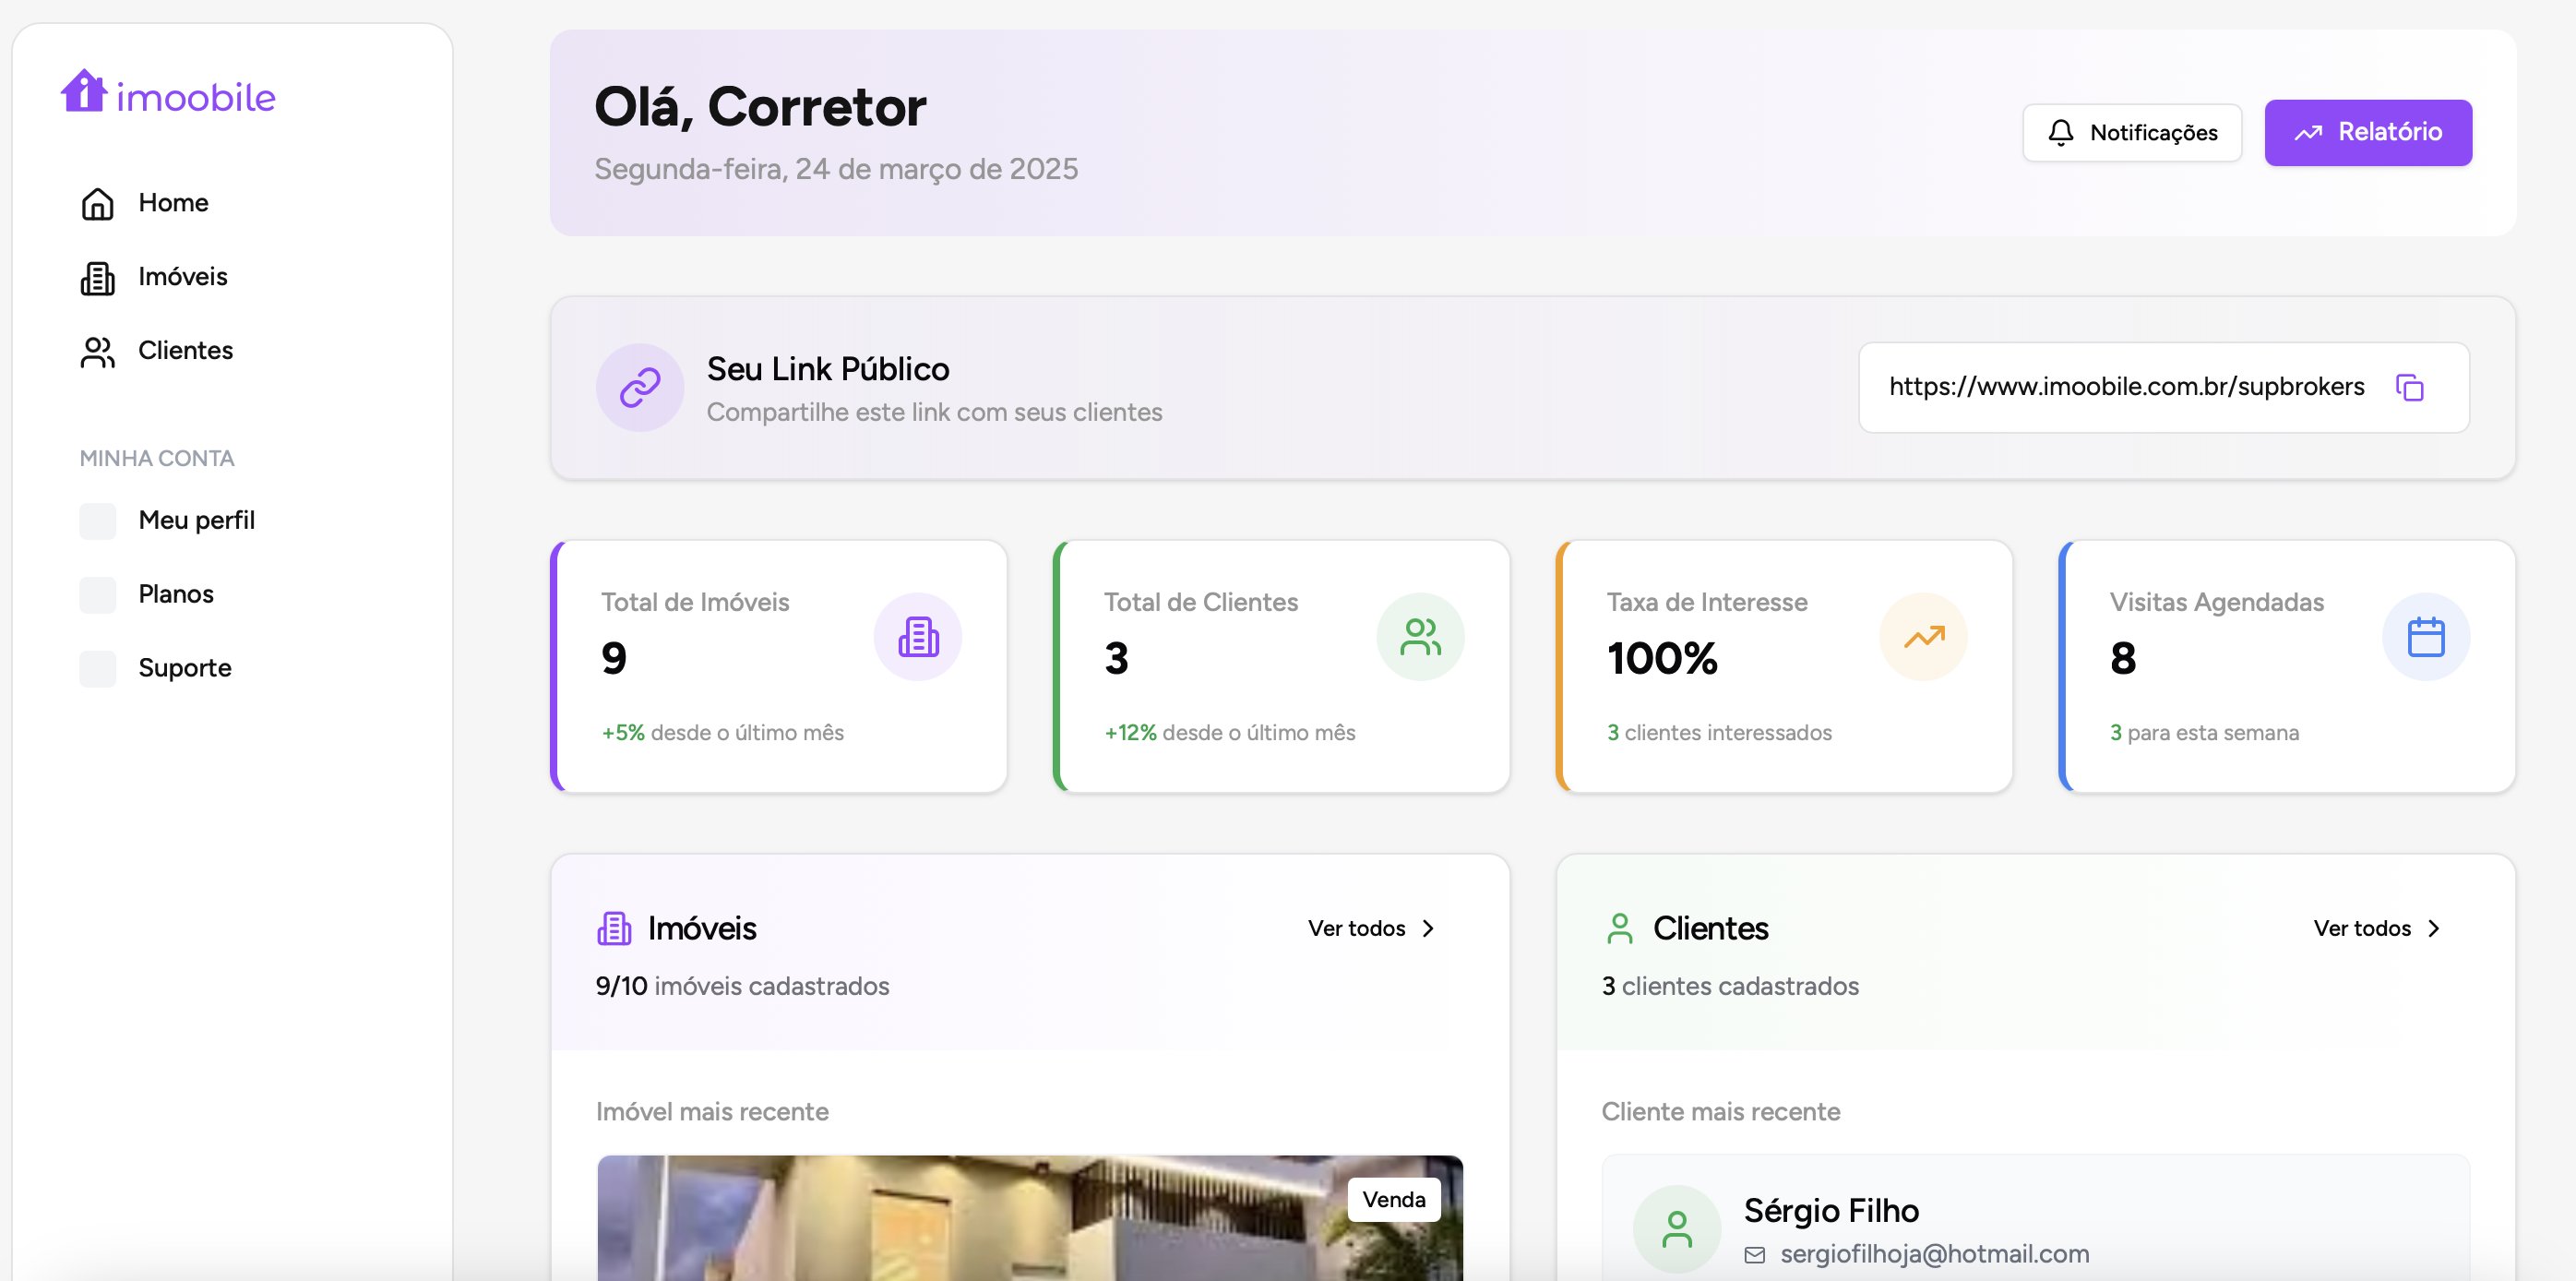 imoobile
Home
Imóveis
Clientes
MINHA CONTA
Meu perfil
Planos
Suporte
Olá, Corretor
Segunda-feira, 24 de março de 2025
Notificações
Relatório
Seu Link Público
Compartilhe este link com seus clientes
https://www.imoobile.com.br/supbrokers
Total de Imóveis
9
+5% desde o último mês
Total de Clientes
3
+12% desde o último mês
Taxa de Interesse
100%
3 clientes interessados
Visitas Agendadas
8
3 para esta semana
Imóveis
Ver todos
9/10 imóveis cadastrados
Imóvel mais recente
Venda
Clientes
Ver todos
3 clientes cadastrados
Cliente mais recente
Sérgio Filho
sergiofilhoja@hotmail.com